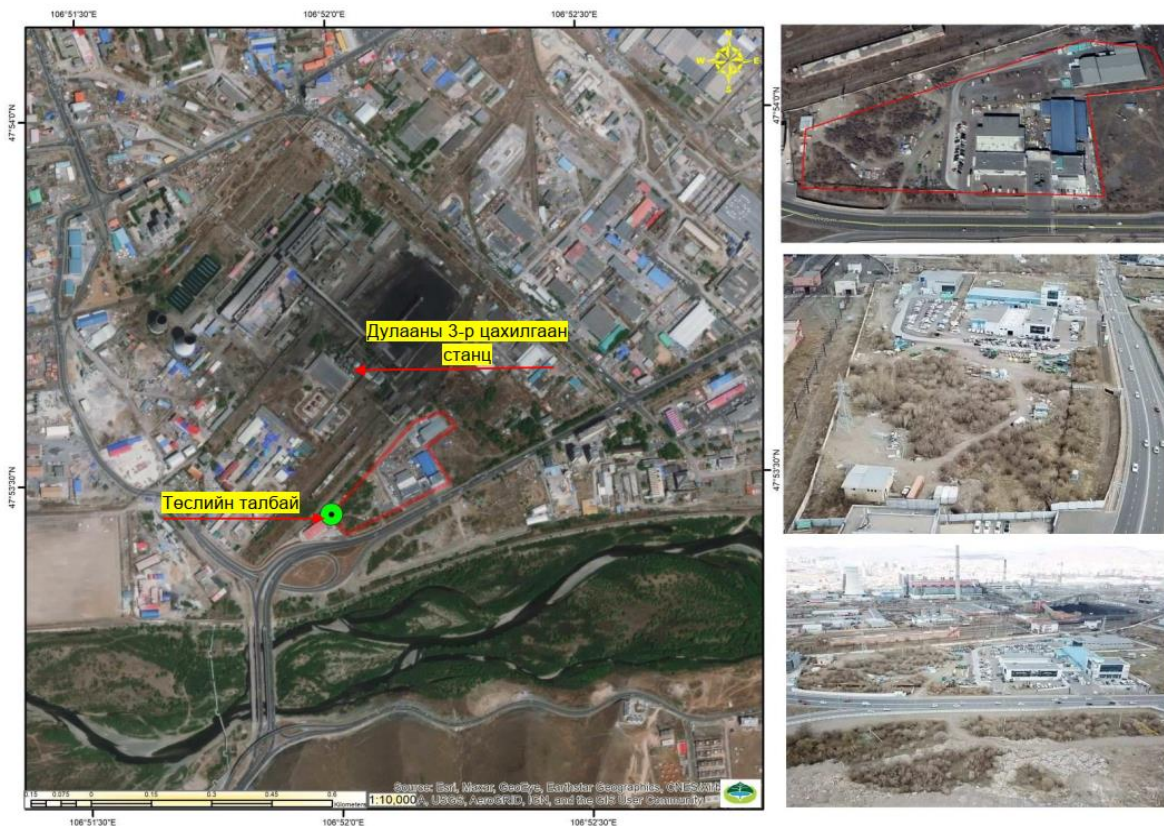 106°51'30"E
106°52'0"E
106°52'30"E
47°54'0"N
47°54'0"N
N
W
E
S
Дулааны 3-р цахилгаан
станц
Төслийн талбай
47°53'30"N
47°53'30"N
Source: Esri, Maxar, GeoEye, Earthstar Geographics, CNES/Airb
0.15 0.075 0 0.15 0.3 0.45 0.6
Kilometers
1:10,000
USGS, AeroGRID, IGN, and the GIS User Community
106°51'30"E
106°52'0"E
106°52'30"E